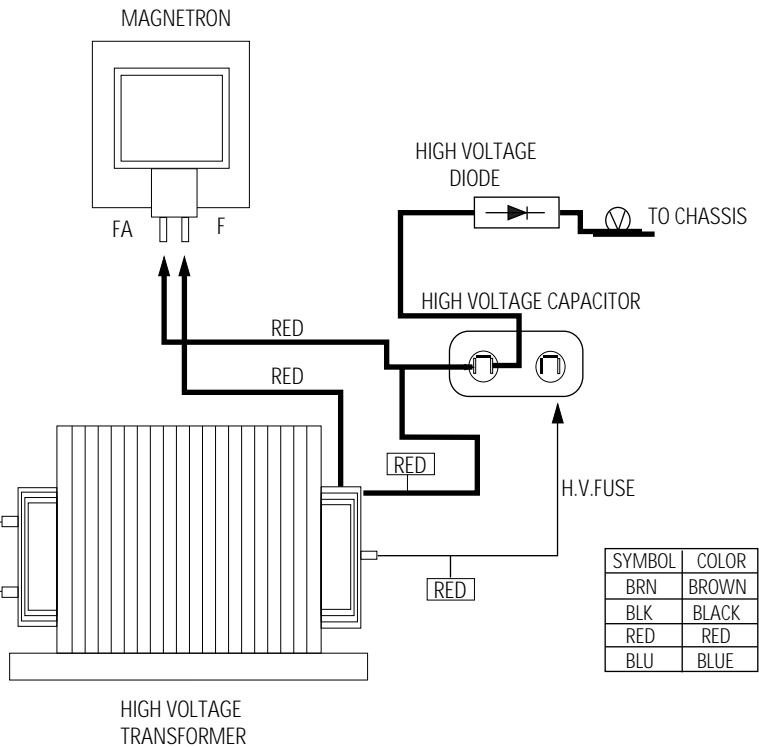 MAGNETRON
FA
F
HIGH VOLTAGE
DIODE
TO CHASSIS
HIGH VOLTAGE CAPACITOR
RED
RED
RED
H.V.FUSE
RED
SYMBOL COLOR
BRN BROWN
BLK BLACK
RED RED
BLU BLUE
HIGH VOLTAGE
TRANSFORMER